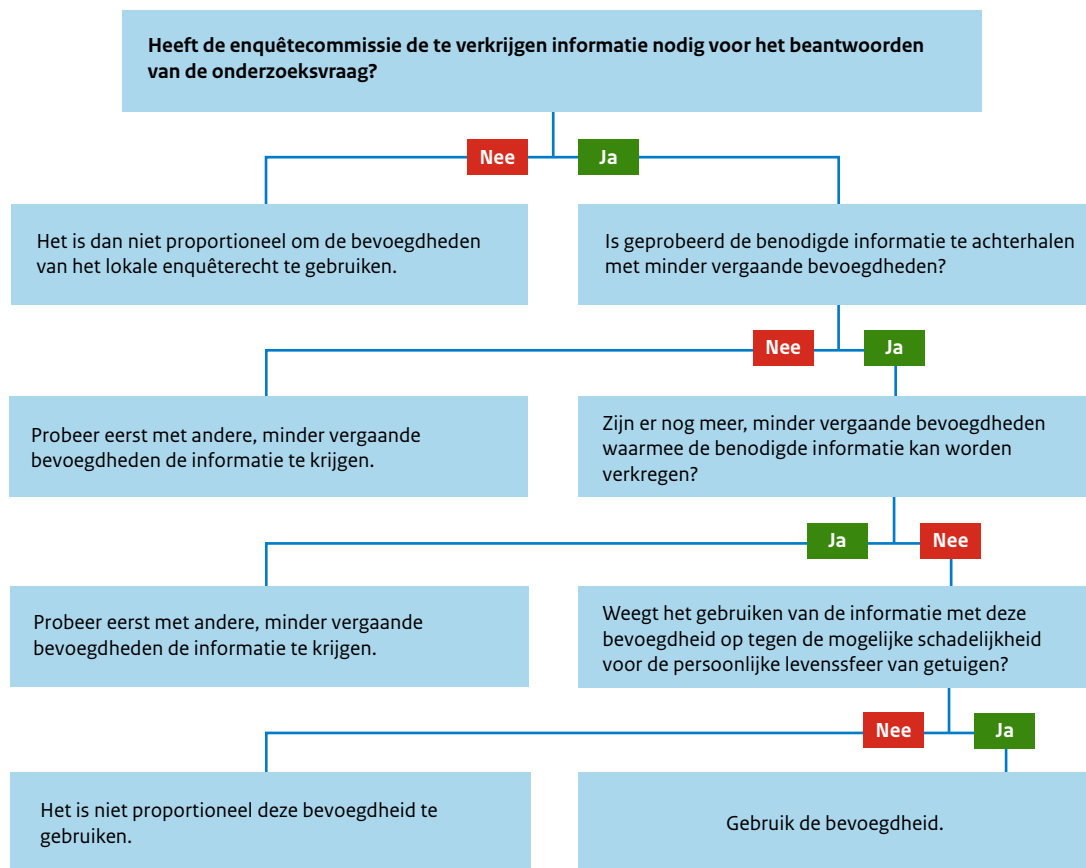 Heeft de enquêtecommissie de te verkrijgen informatie nodig voor het beantwoorden
van de onderzoeksvraag?
Nee
Ja
Het is dan niet proportioneel om de bevoegdheden
van het lokale enquêterecht te gebruiken.
Is geprobeerd de benodigde informatie te achterhalen
met minder vergaande bevoegdheden?
Nee
Ja
Probeer eerst met andere, minder vergaande
bevoegdheden de informatie te krijgen.
Zijn er nog meer, minder vergaande bevoegdheden
waarmee de benodigde informatie kan worden
verkregen?
Ja
Nee
Probeer eerst met andere, minder vergaande
bevoegdheden de informatie te krijgen.
Weegt het gebruiken van de informatie met deze
bevoegdheid op tegen de mogelijke schadelijkheid
voor de persoonlijke levenssfeer van getuigen?
Nee
Ja
Het is niet proportioneel deze bevoegdheid te
gebruiken.
Gebruik de bevoegdheid.